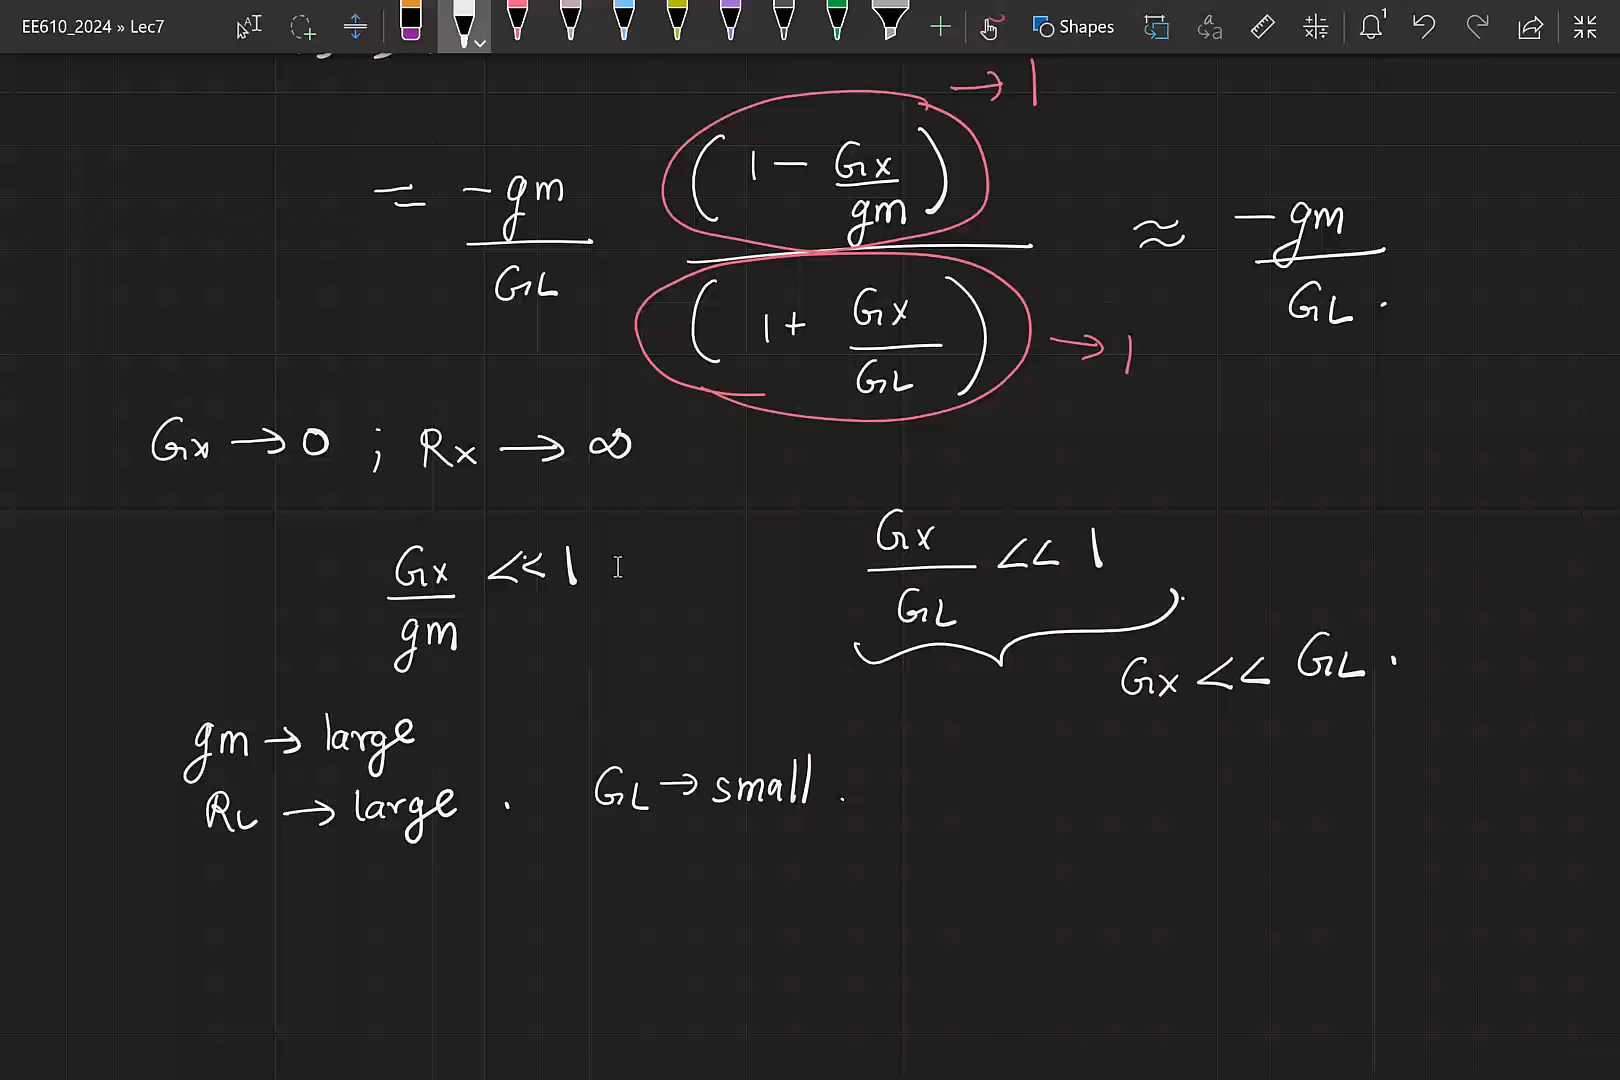 EE610_2024 » Lec7
Shapes
1
→ 1
= -gm/GL (1 - Gx/gm)/(1 + Gx/GL) ≈ -gm/GL .
→ 1
Gx → 0 ; Rx → ∞
Gx/gm << 1
Gx/GL << 1
Gx << GL .
gm → large
RL → large . GL → small .